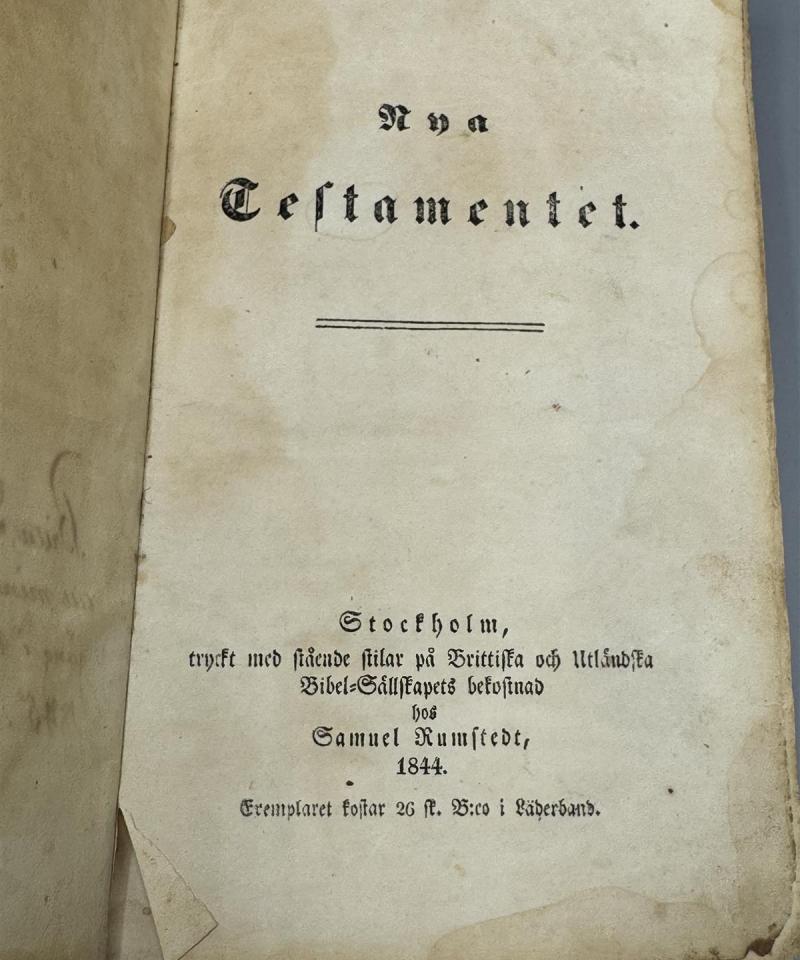 Nya
Testamentet.
Stockholm,
tryckt med stående stilar på Brittiska och Utländska
Bibel-Sällskapets bekostnad
hos
Samuel Rumstedt,
1844.
Exemplaret kostar 26 sk. B:co i Läderband.